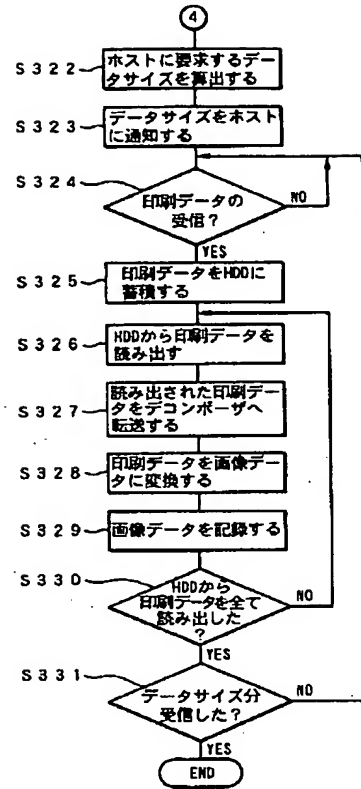 4
S322
ホストに要求するデー
タサイズを算出する
S323
データサイズをホスト
に通知する
S324
印刷データの
受信？
NO
YES
S325
印刷データをHDDに
蓄積する
S326
HDDから印刷データを
読み出す
S327
読み出された印刷デー
タをデコンポーザへ
転送する
S328
印刷データを画像デー
タに変換する
S329
画像データを記録する
S330
HDDから
印刷データを全て
読み出した
？
NO
YES
S331
データサイズ分
受信した？
NO
YES
END